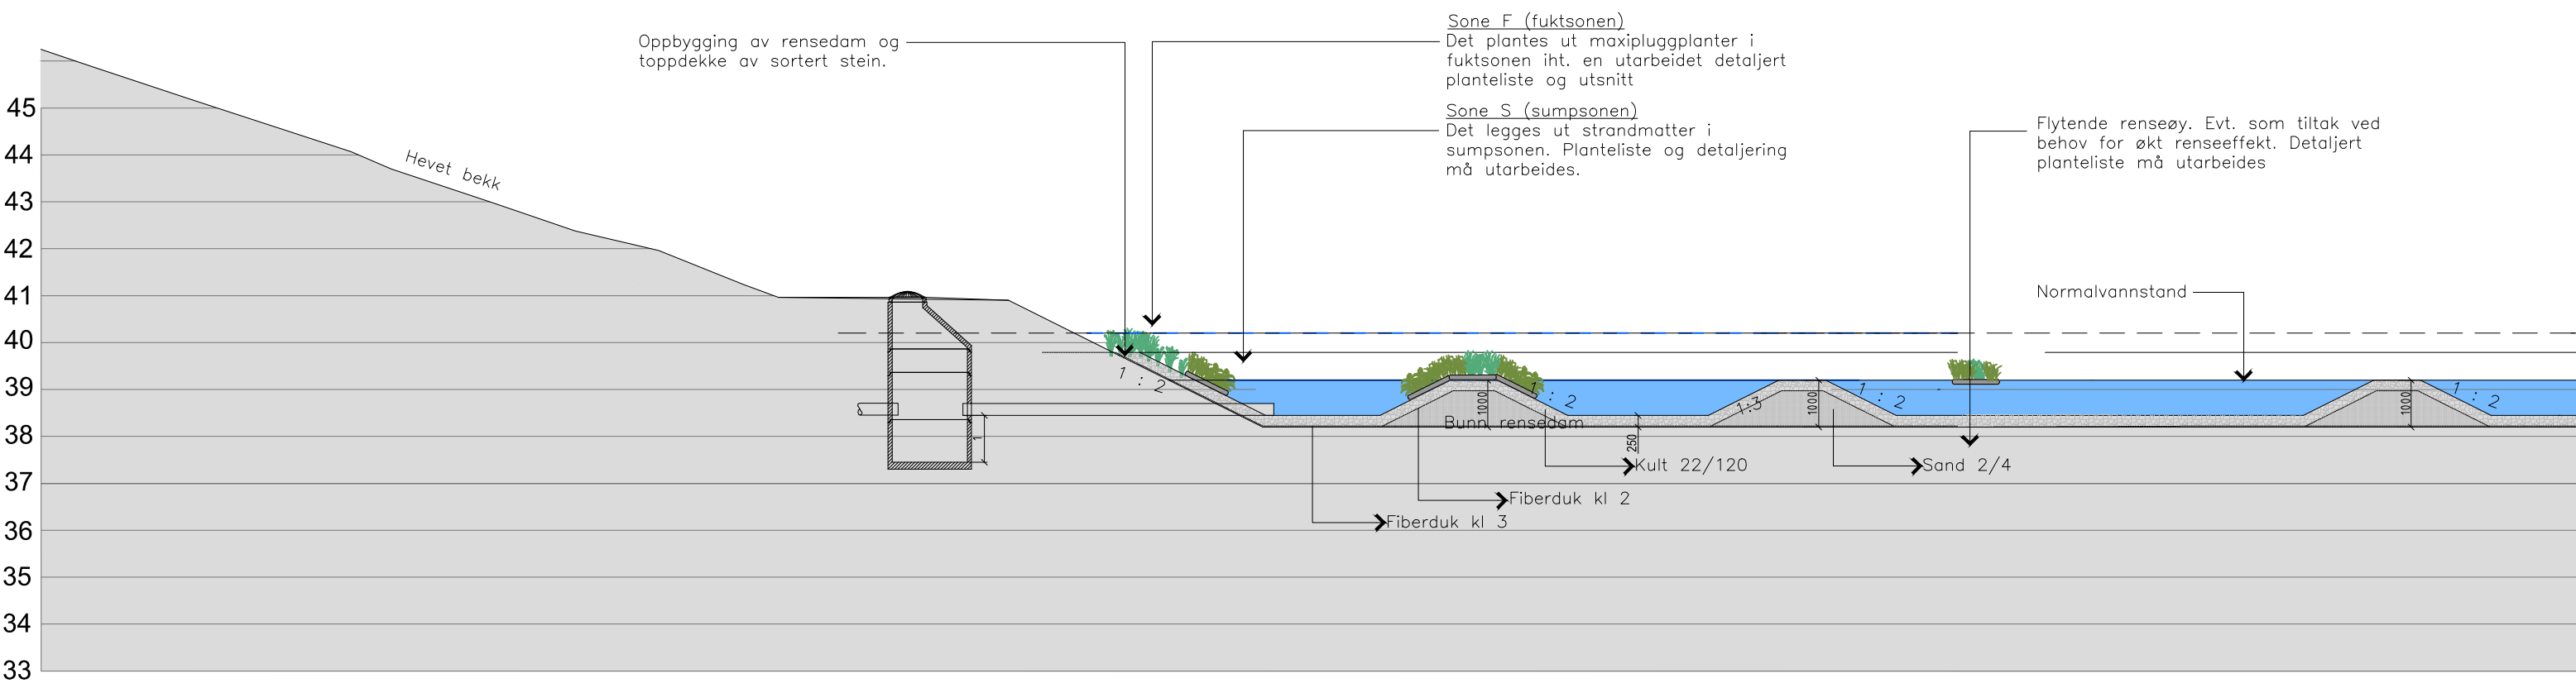 Sone F (fuktsonen)
Oppbygging av rensedam og
toppdekke av sortert stein.
Det plantes ut maxipluggplanter i
fuktsonen iht. en utarbeidet detaljert
planteliste og utsnitt
Sone S (sumpsonen)
Det legges ut strandmatter i
sumpsonen. Planteliste og detaljering
må utarbeides.
Flytende renseøy. Evt. som tiltak ved
behov for økt renseeffekt. Detaljert
planteliste må utarbeides
45
44
43
42
41
40
39
38
37
36
35
34
33
Hevet bekk
Normalvannstand
1 : 2
1 : 2
1:3
1 : 2
1 : 2
1000
1000
1000
Bunn rensedam
1
250
Kult 22/120
Sand 2/4
Fiberduk kl 2
Fiberduk kl 3